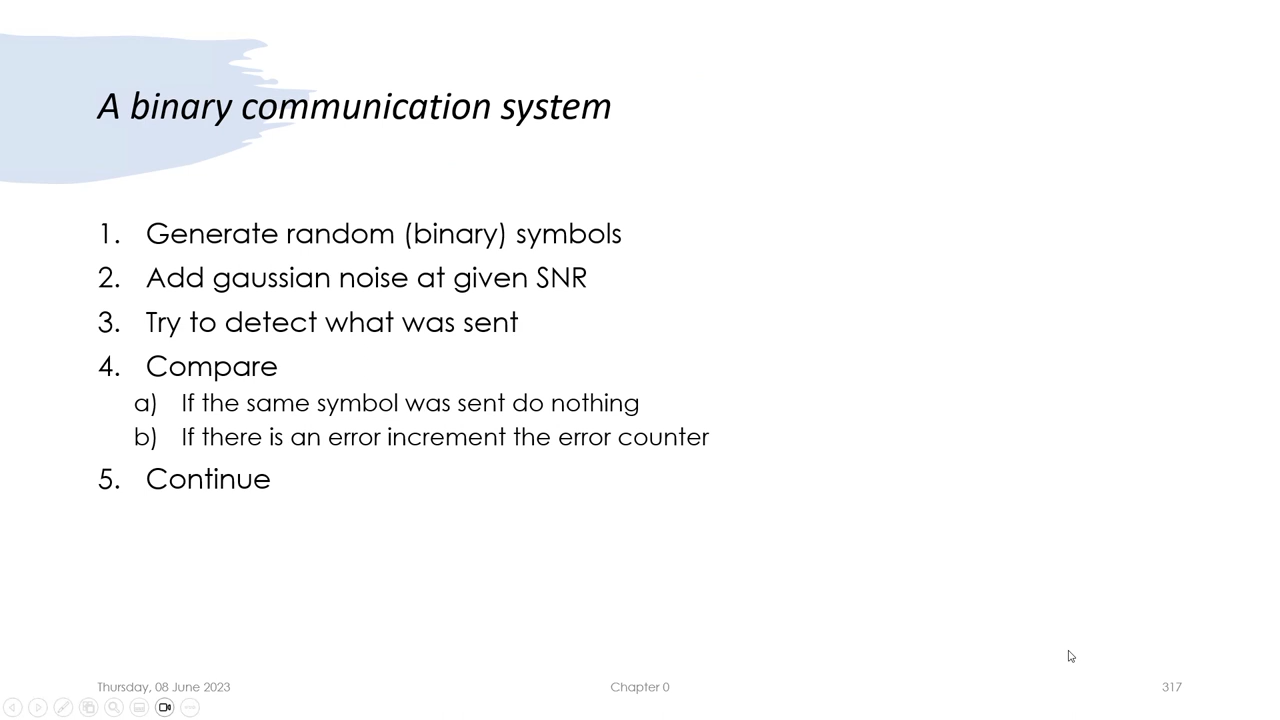 A binary communication system
1. Generate random (binary) symbols
2. Add gaussian noise at given SNR
3. Try to detect what was sent
4. Compare
a) If the same symbol was sent do nothing
b) If there is an error increment the error counter
5. Continue
Thursday, 08 June 2023
Chapter 0
317